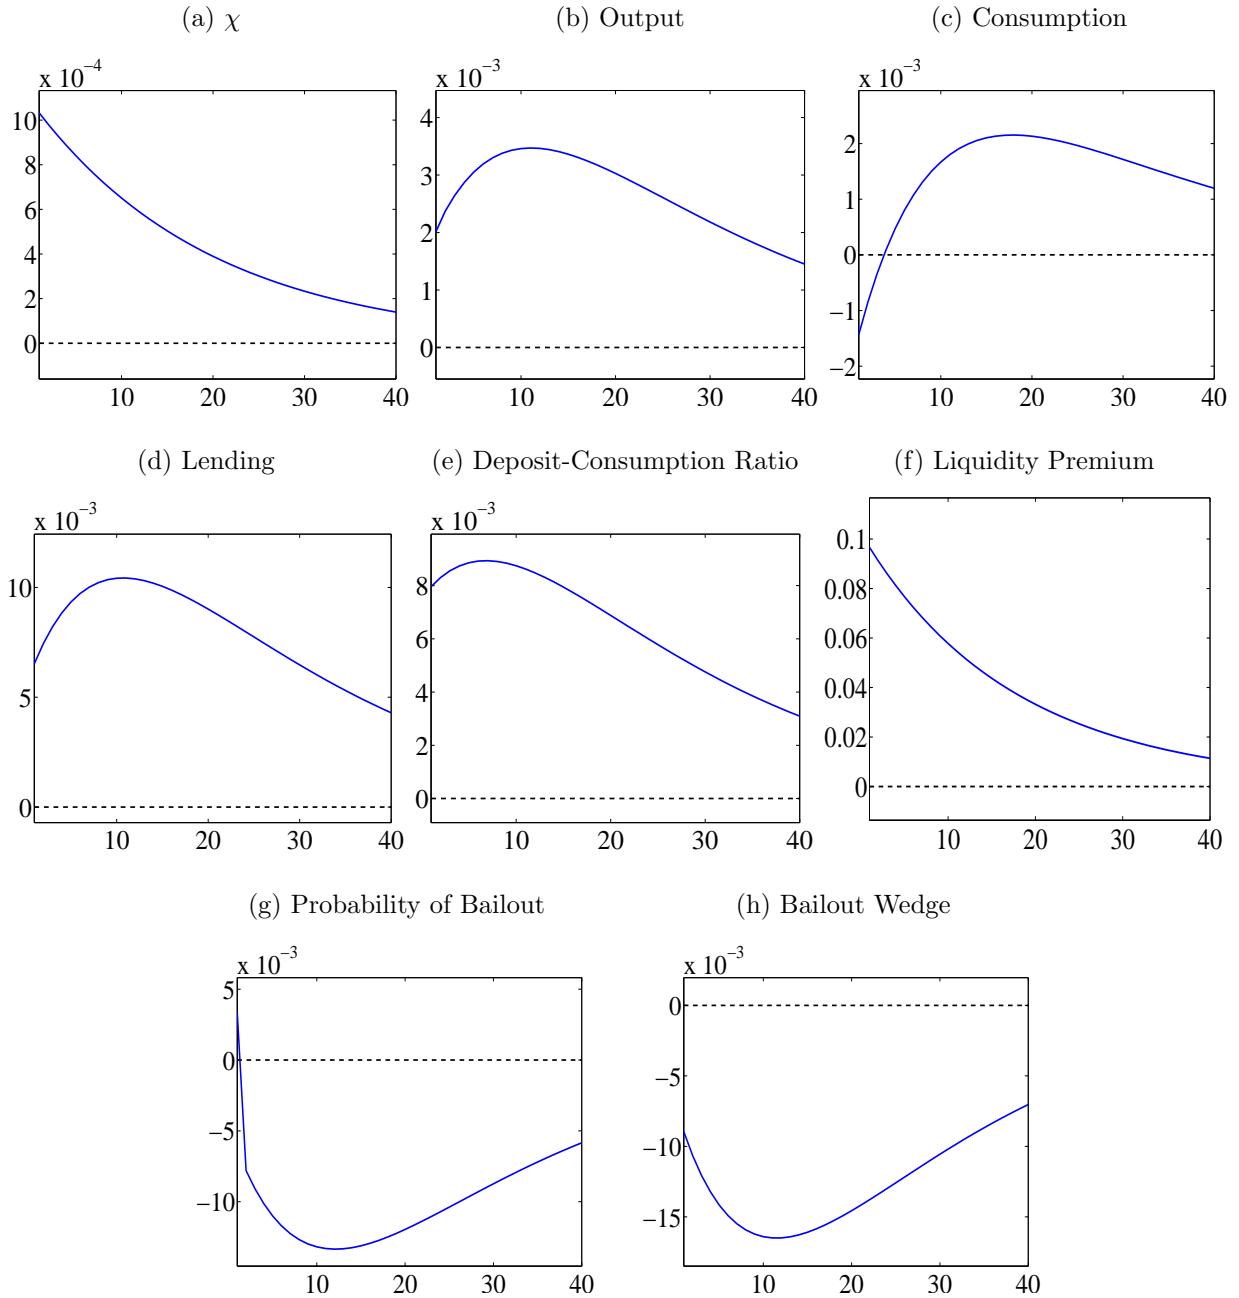 (a) χ
(b) Output
(c) Consumption
x 10⁻⁴
10
8
6
4
2
0
10 20 30 40
x 10⁻³
4
3
2
1
0
10 20 30 40
x 10⁻³
2
1
0
−1
−2
10 20 30 40
(d) Lending
(e) Deposit-Consumption Ratio
(f) Liquidity Premium
x 10⁻³
10
5
0
10 20 30 40
x 10⁻³
8
6
4
2
0
10 20 30 40
0.1
0.08
0.06
0.04
0.02
0
10 20 30 40
(g) Probability of Bailout
(h) Bailout Wedge
x 10⁻³
5
0
−5
−10
10 20 30 40
x 10⁻³
0
−5
−10
−15
10 20 30 40